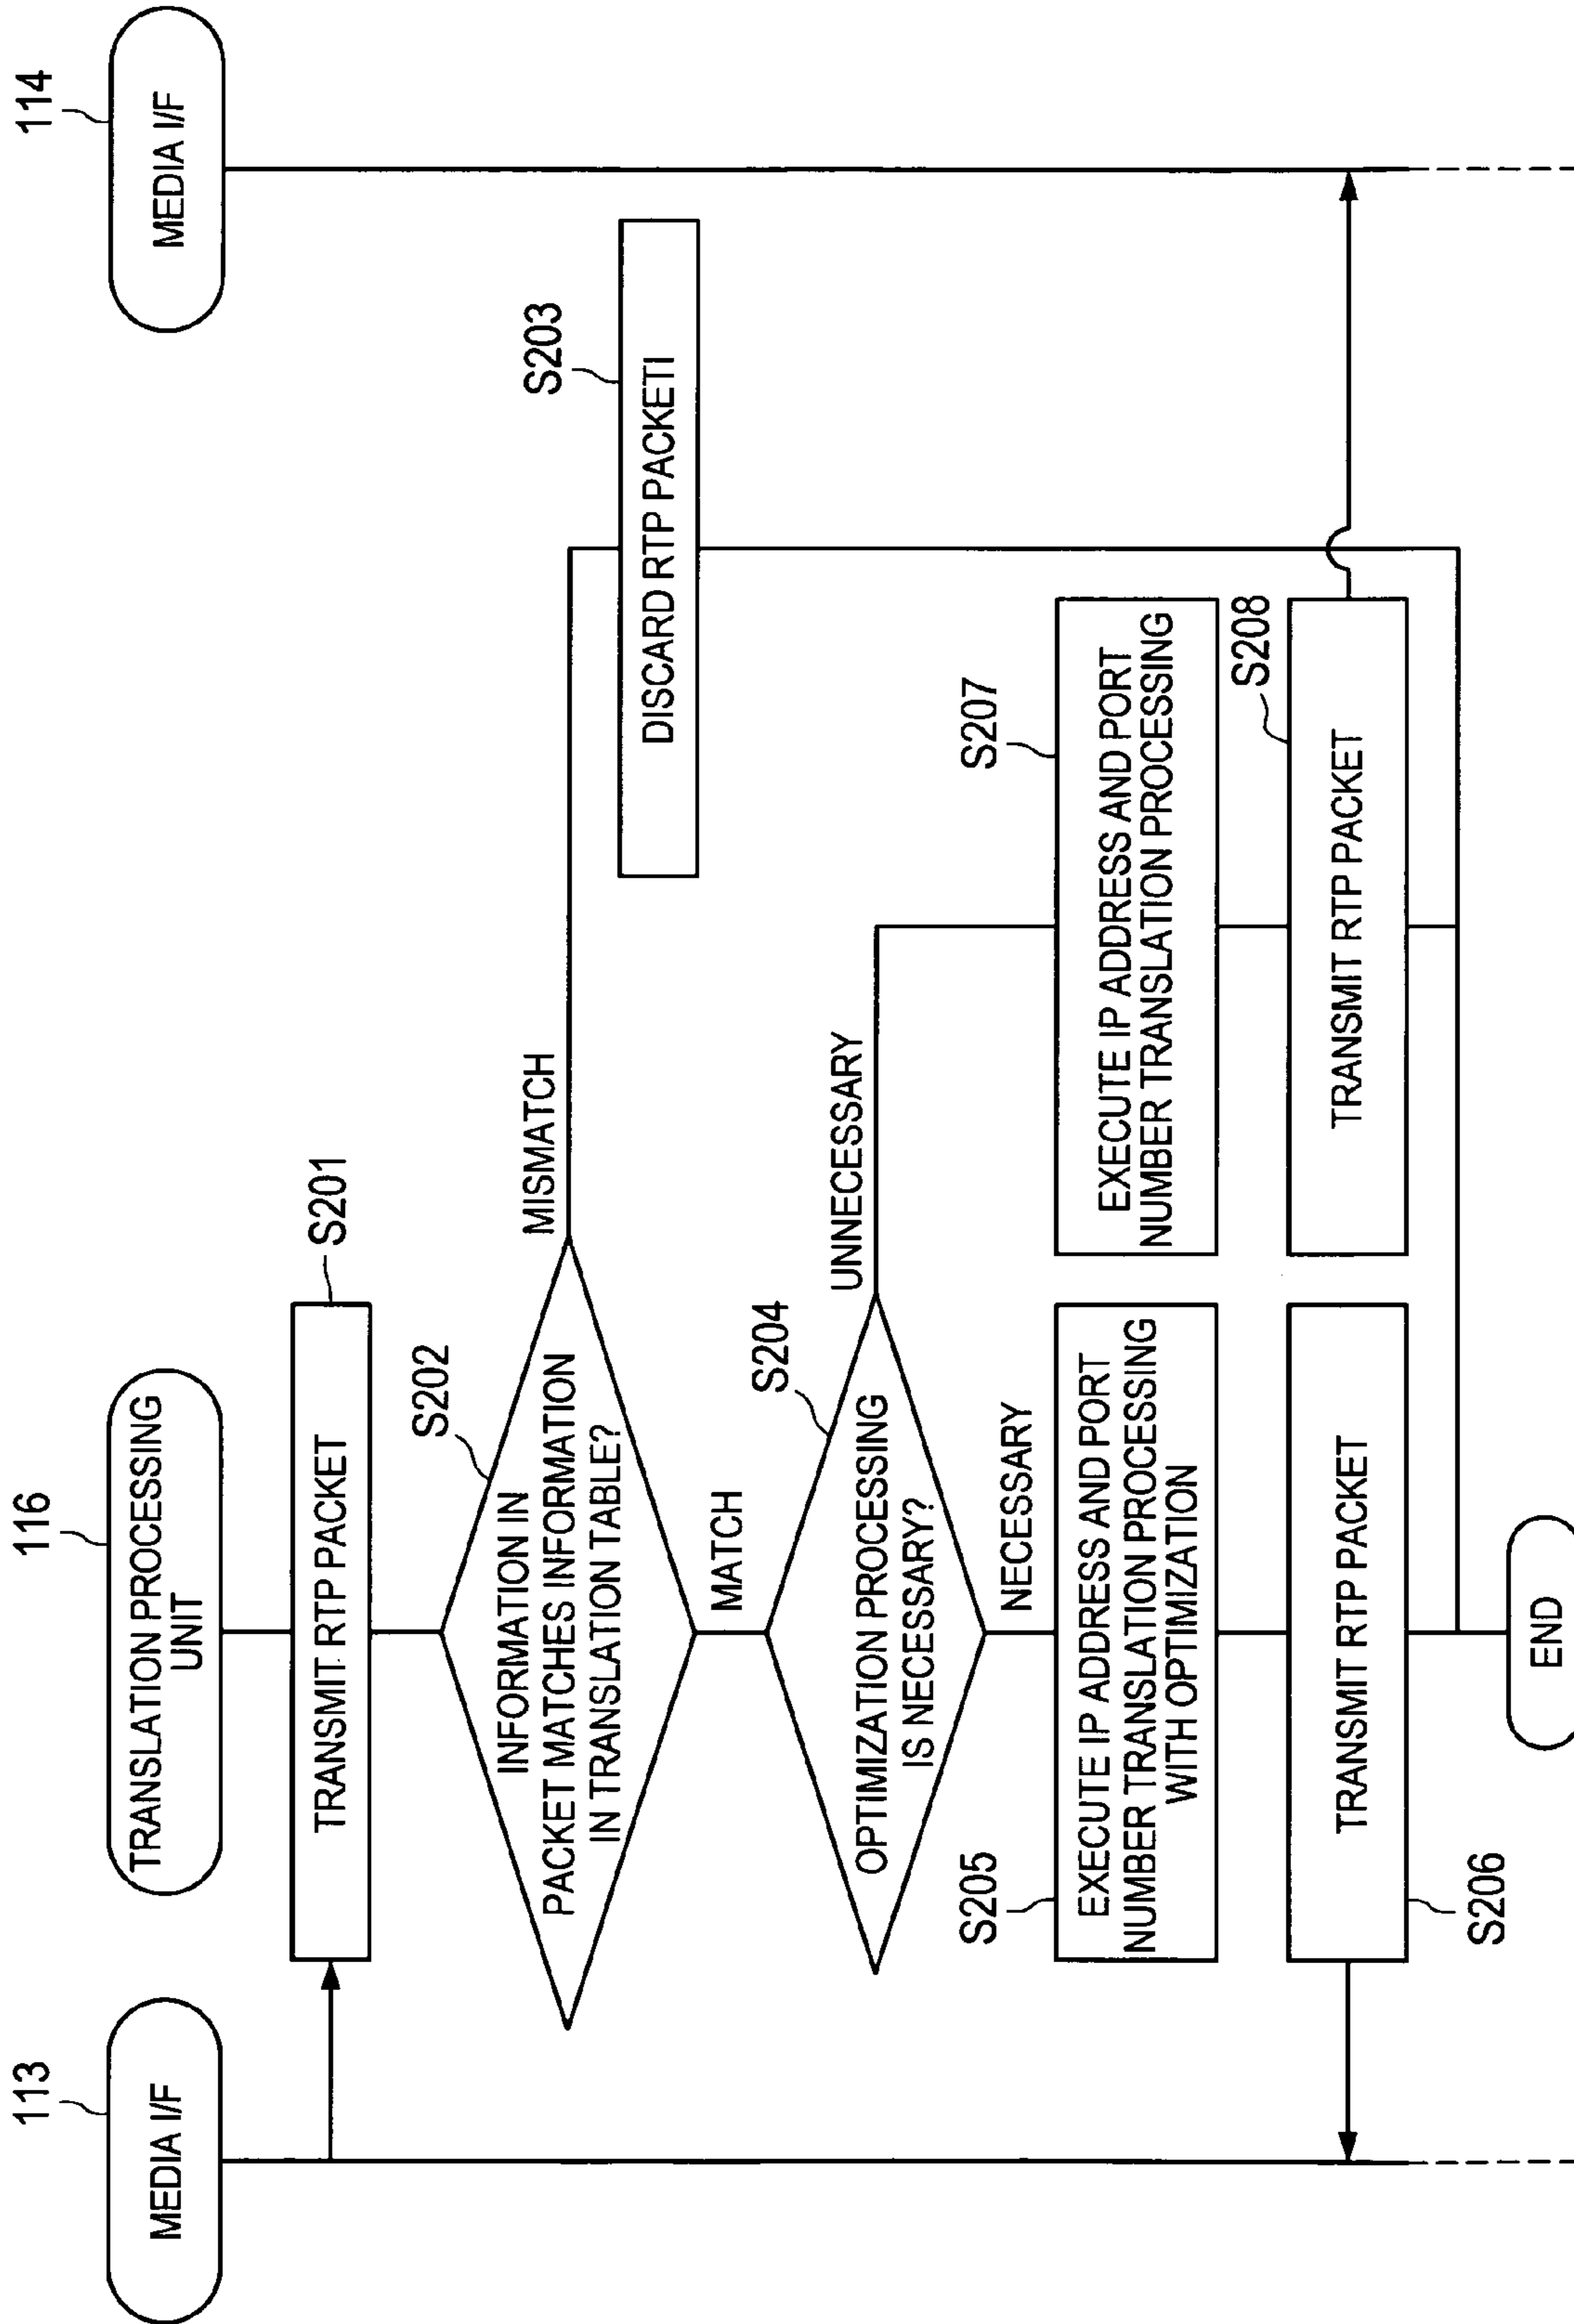 113
MEDIA I/F
116
TRANSLATION PROCESSING
UNIT
114
MEDIA I/F
S201
TRANSMIT RTP PACKET
S202
INFORMATION IN
PACKET MATCHES INFORMATION
IN TRANSLATION TABLE?
MISMATCH
S203
DISCARD RTP PACKETI
MATCH
S204
OPTIMIZATION PROCESSING
IS NECESSARY?
UNNECESSARY
NECESSARY
S205
EXECUTE IP ADDRESS AND PORT
NUMBER TRANSLATION PROCESSING
WITH OPTIMIZATION
S207
EXECUTE IP ADDRESS AND PORT
NUMBER TRANSLATION PROCESSING
S206
TRANSMIT RTP PACKET
S208
TRANSMIT RTP PACKET
END